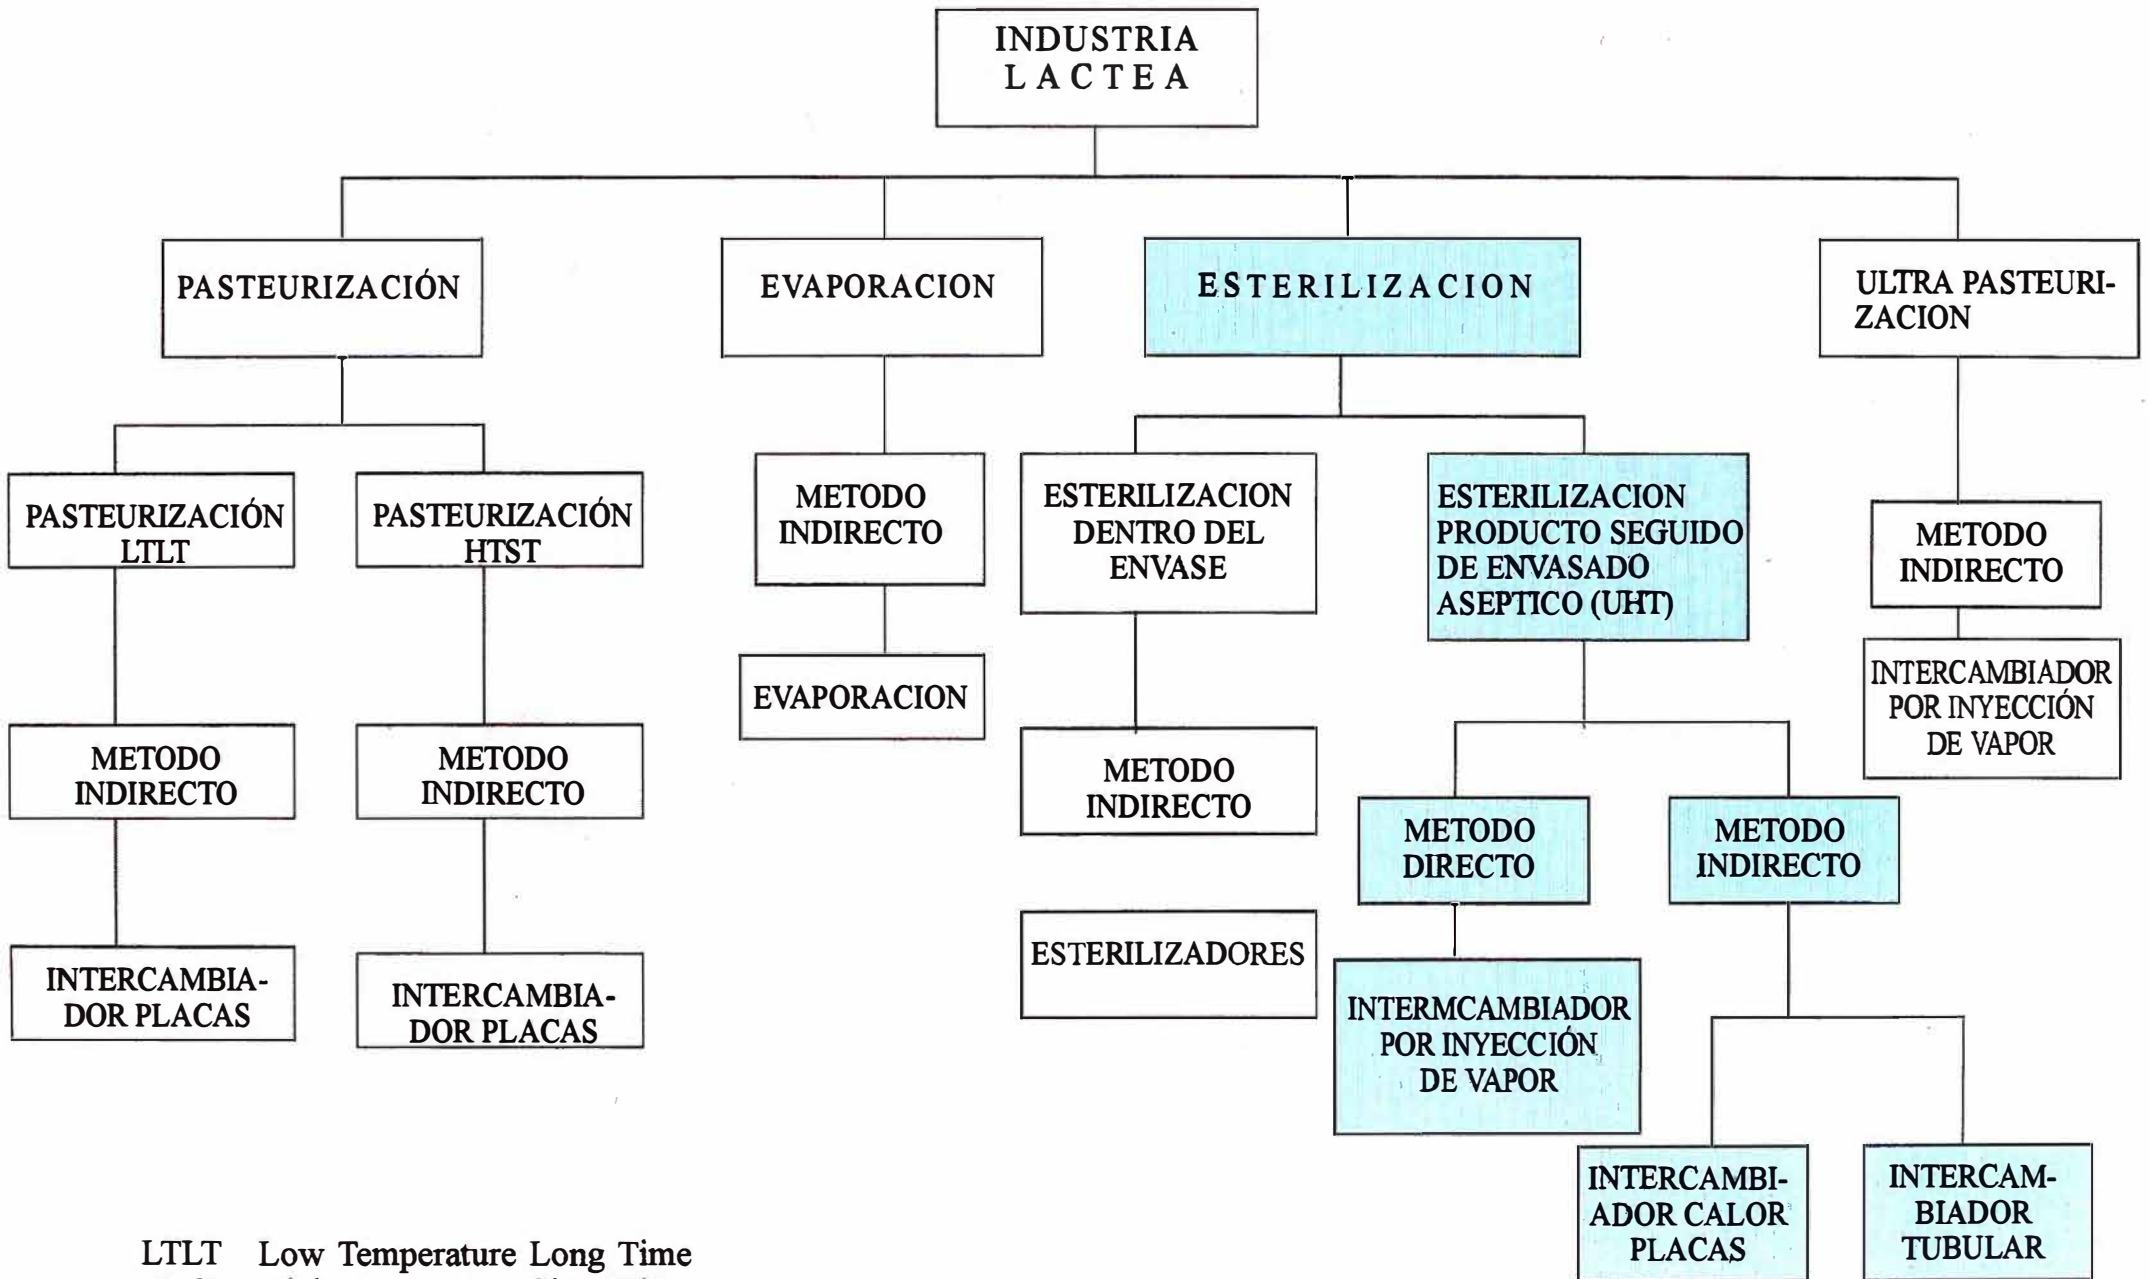 INDUSTRIA
LACTEA
PASTEURIZACIÓN
EVAPORACION
ESTERILIZACION
ULTRA PASTEURI-
ZACION
PASTEURIZACIÓN
LTLT
PASTEURIZACIÓN
HTST
METODO
INDIRECTO
ESTERILIZACION
DENTRO DEL
ENVASE
ESTERILIZACION
PRODUCTO SEGUIDO
DE ENVASADO
ASEPTICO (UHT)
METODO
INDIRECTO
EVAPORACION
INTERCAMBIADOR
POR INYECCIÓN
DE VAPOR
METODO
INDIRECTO
METODO
INDIRECTO
METODO
INDIRECTO
METODO
DIRECTO
METODO
INDIRECTO
INTERCAMBIA-
DOR PLACAS
INTERCAMBIA-
DOR PLACAS
ESTERILIZADORES
INTERMCAMBIADOR
POR INYECCIÓN
DE VAPOR
INTERCAMBI-
ADOR CALOR
PLACAS
INTERCAM-
BIADOR
TUBULAR
LTLT Low Temperature Long Time